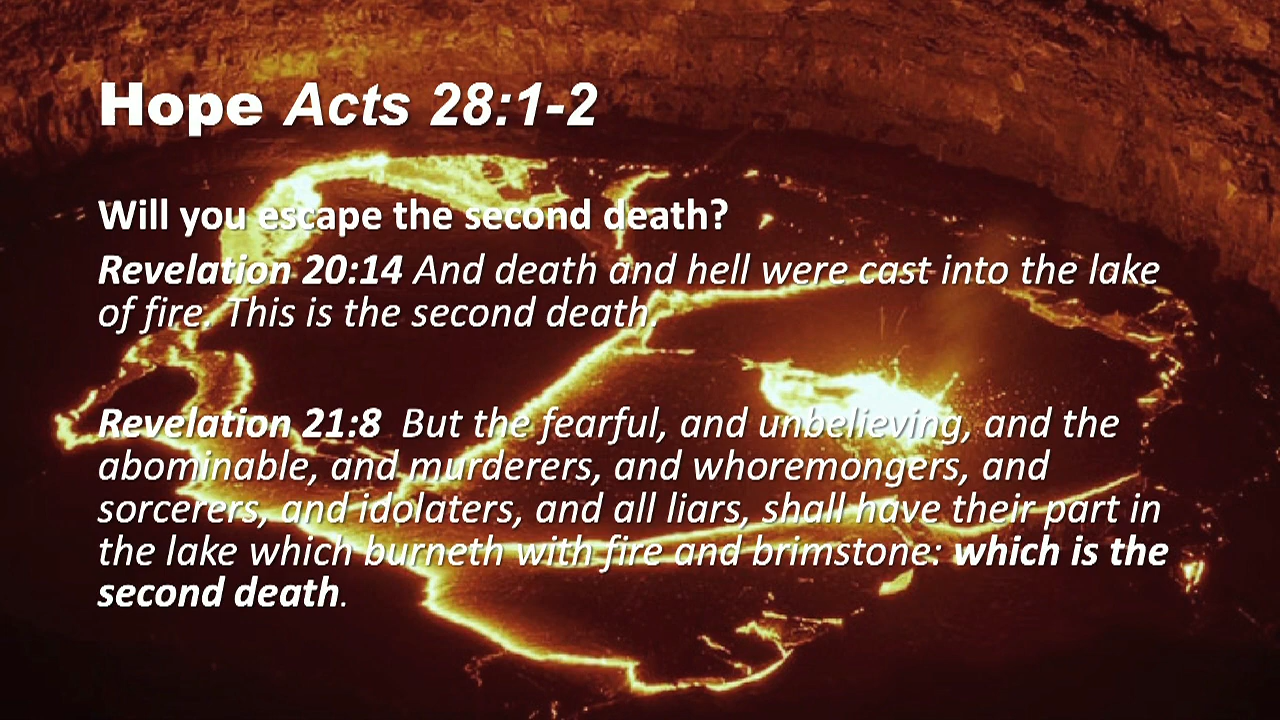 Hope Acts 28:1-2
Will you escape the second death?
Revelation 20:14 And death and hell were cast into the lake
of fire. This is the second death.
Revelation 21:8  But the fearful, and unbelieving, and the
abominable, and murderers, and whoremongers, and
sorcerers, and idolaters, and all liars, shall have their part in
the lake which burneth with fire and brimstone: which is the
second death.